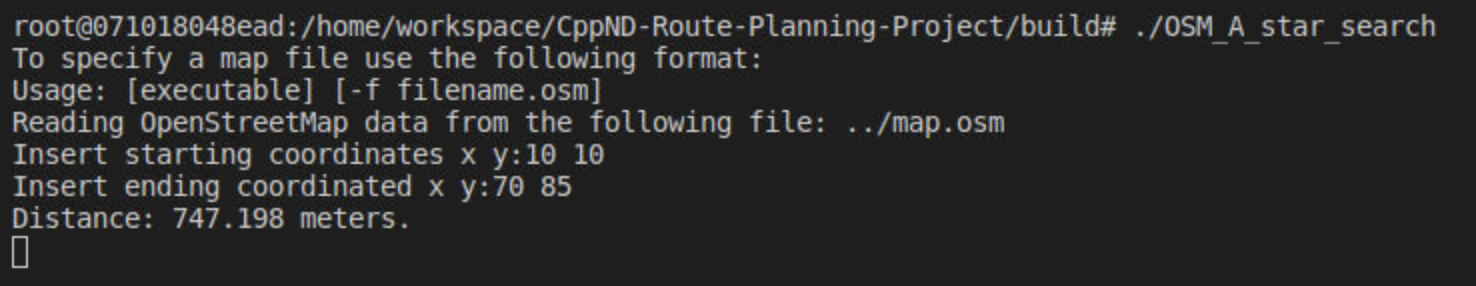 root@071018048ead:/home/workspace/CppND-Route-Planning-Project/build# ./OSM_A_star_search
To specify a map file use the following format:
Usage: [executable] [-f filename.osm]
Reading OpenStreetMap data from the following file: ../map.osm
Insert starting coordinates x y:10 10
Insert ending coordinated x y:70 85
Distance: 747.198 meters.